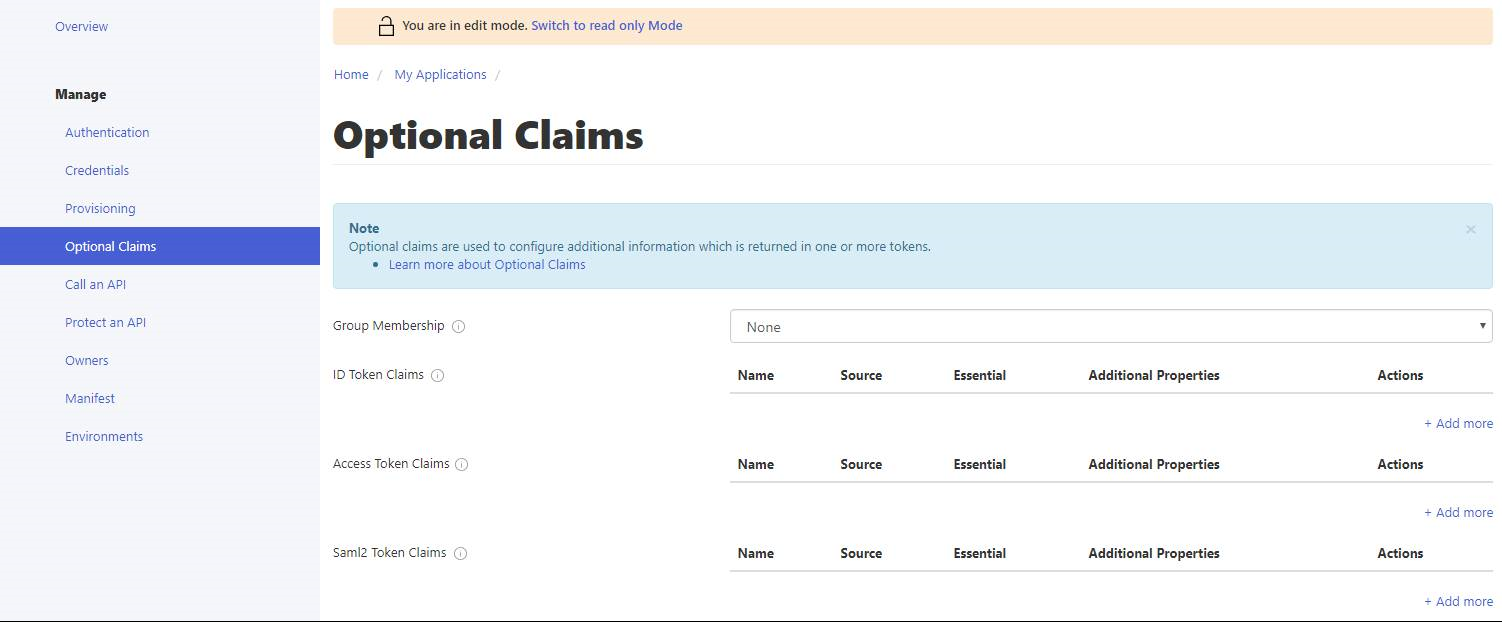 Overview
Manage
Authentication
Credentials
Provisioning
Optional Claims
Call an API
Protect an API
Owners
Manifest
Environments
You are in edit mode. Switch to read only Mode
Home / My Applications /
Optional Claims
Note ×
Optional claims are used to configure additional information which is returned in one or more tokens.
• Learn more about Optional Claims
Group Membership None
ID Token Claims Name Source Essential Additional Properties Actions
+ Add more
Access Token Claims Name Source Essential Additional Properties Actions
+ Add more
Saml2 Token Claims Name Source Essential Additional Properties Actions
+ Add more